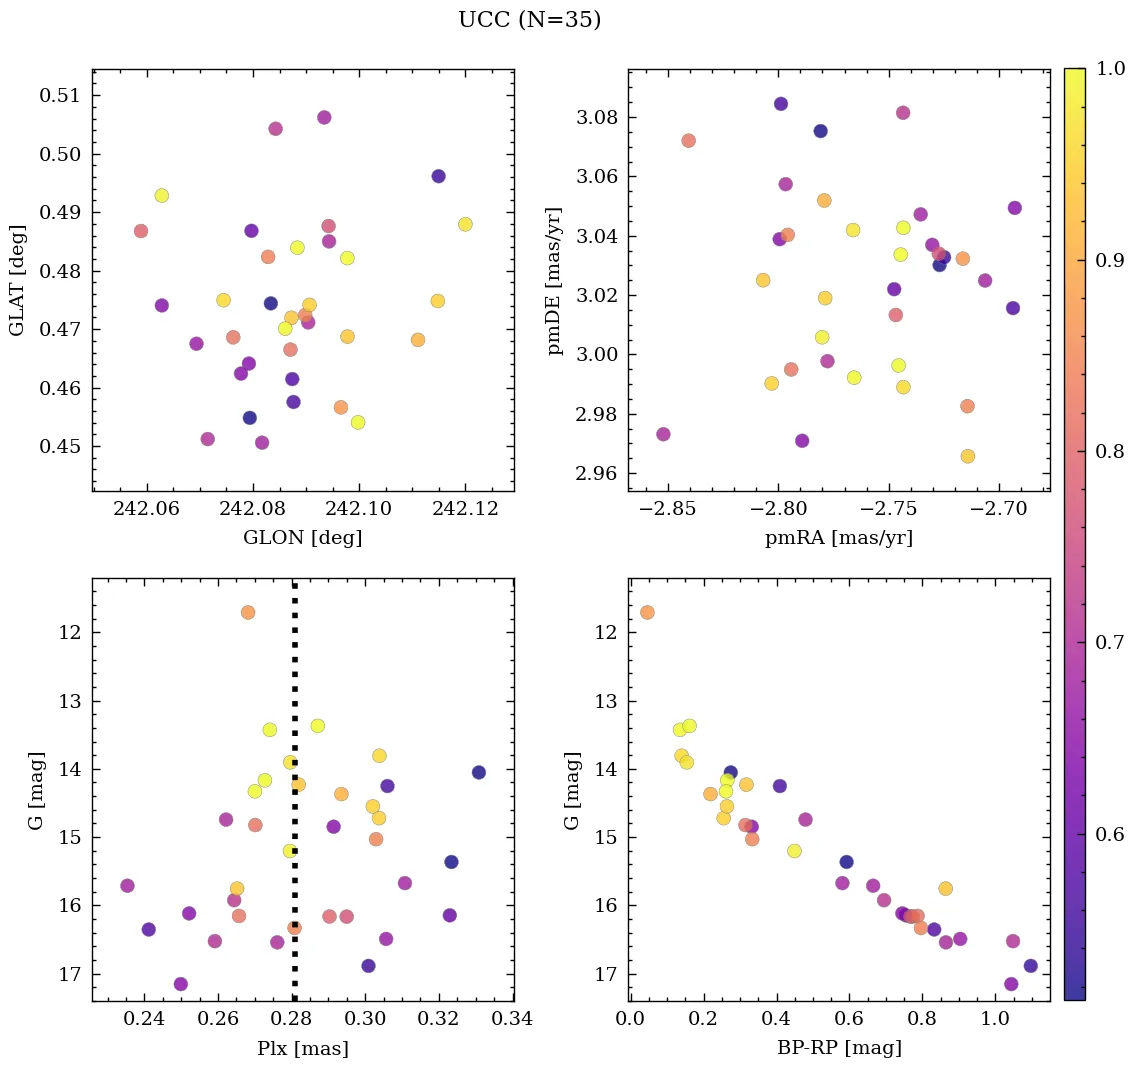 UCC (N=35)
0.51
0.50
0.49
0.48
0.47
0.46
0.45
GLAT [deg]
242.06 242.08 242.10 242.12
GLON [deg]
3.08
3.06
3.04
3.02
3.00
2.98
2.96
pmDE [mas/yr]
−2.85 −2.80 −2.75 −2.70
pmRA [mas/yr]
1.0
0.9
0.8
0.7
0.6
12
13
14
15
16
17
G [mag]
0.24 0.26 0.28 0.30 0.32 0.34
Plx [mas]
12
13
14
15
16
17
G [mag]
0.0 0.2 0.4 0.6 0.8 1.0
BP-RP [mag]